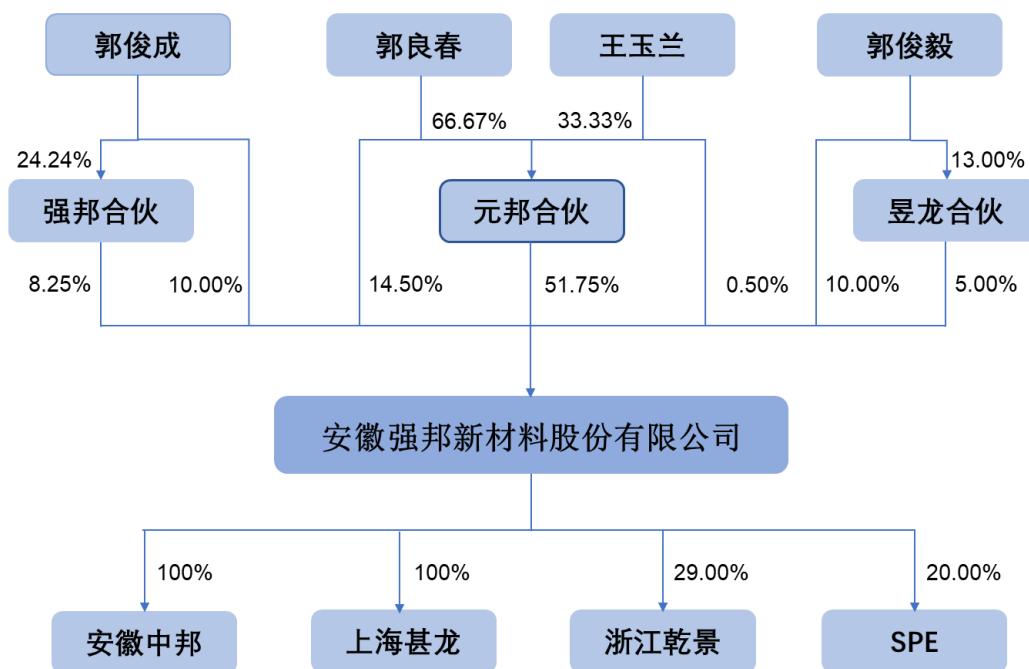 郭俊成
郭良春
王玉兰
郭俊毅
66.67%
33.33%
24.24%
13.00%
强邦合伙
元邦合伙
昱龙合伙
8.25%
10.00%
14.50%
51.75%
0.50%
10.00%
5.00%
安徽强邦新材料股份有限公司
100%
100%
29.00%
20.00%
安徽中邦
上海甚龙
浙江乾景
SPE